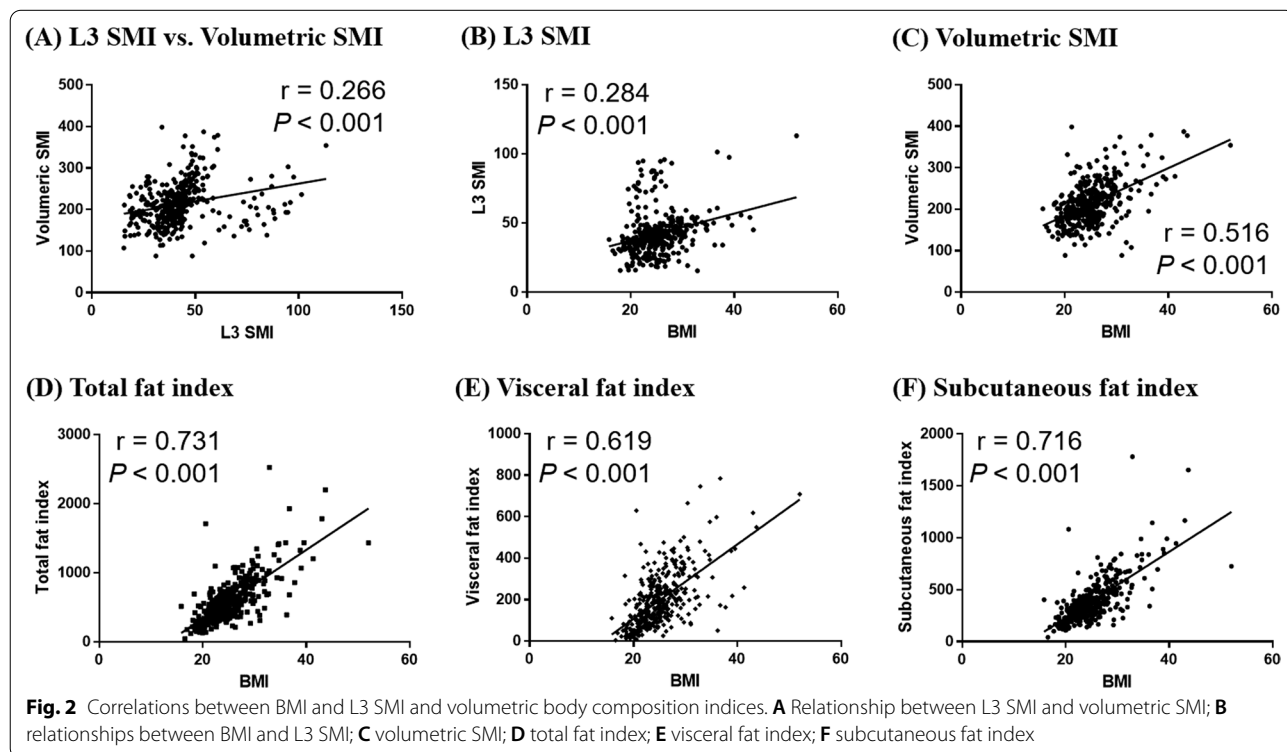 (A) L3 SMI vs. Volumetric SMI
r = 0.266
P < 0.001
500
400
300
200
100
0
Volumeric SMI
0
50
100
150
L3 SMI
(B) L3 SMI
r = 0.284
P < 0.001
150
100
50
0
L3 SMI
0
20
40
60
BMI
(C) Volumetric SMI
r = 0.516
P < 0.001
500
400
300
200
100
0
Volumetric SMI
0
20
40
60
BMI
(D) Total fat index
r = 0.731
P < 0.001
3000
2000
1000
0
Total fat index
0
20
40
60
BMI
(E) Visceral fat index
r = 0.619
P < 0.001
1000
800
600
400
200
0
Visceral fat index
0
20
40
60
BMI
(F) Subcutaneous fat index
r = 0.716
P < 0.001
2000
1500
1000
500
0
Subcutaneous fat index
0
20
40
60
BMI
Fig. 2 Correlations between BMI and L3 SMI and volumetric body composition indices. A Relationship between L3 SMI and volumetric SMI; B
relationships between BMI and L3 SMI; C volumetric SMI; D total fat index; E visceral fat index; F subcutaneous fat index